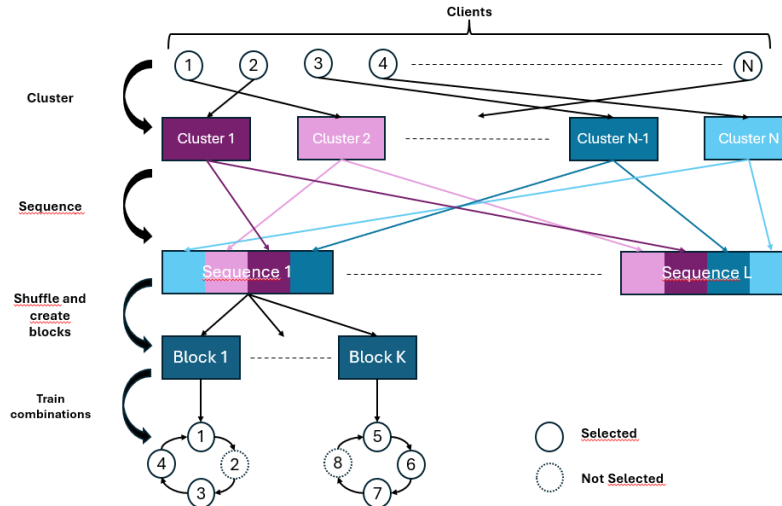 Clients
1 2 3 4 N
Cluster
Cluster 1 Cluster 2 Cluster N-1 Cluster N
Sequence
Sequence 1 Sequence L
Shuffle and
create
blocks
Block 1 Block K
Train
combinations
1 5
4 2 8 6
3 7
Selected
Not Selected